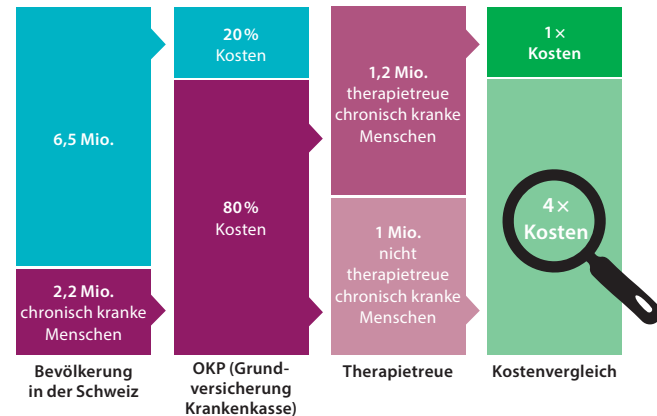 6,5 Mio.
2,2 Mio.
chronisch kranke
Menschen
Bevölkerung
in der Schweiz
20 %
Kosten
80 %
Kosten
OKP (Grund-
versicherung
Krankenkasse)
1,2 Mio.
therapietreue
chronisch kranke
Menschen
1 Mio.
nicht
therapietreue
chronisch kranke
Menschen
Therapietreue
1 ×
Kosten
4 ×
Kosten
Kostenvergleich